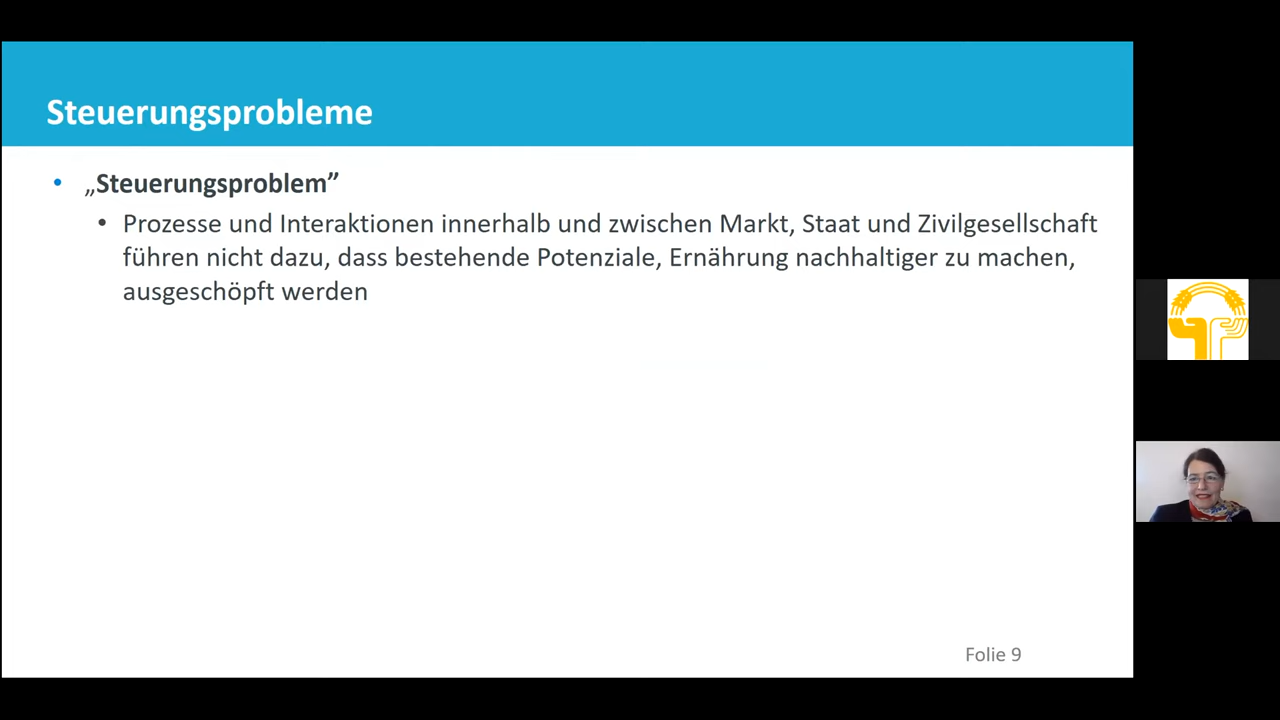 Steuerungsprobleme
• „Steuerungsproblem”
• Prozesse und Interaktionen innerhalb und zwischen Markt, Staat und Zivilgesellschaft
führen nicht dazu, dass bestehende Potenziale, Ernährung nachhaltiger zu machen,
ausgeschöpft werden
Folie 9